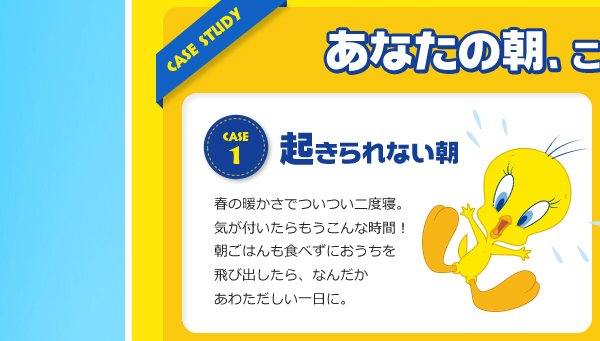 CASE STUDY
あなたの朝、こ
CASE
1
起きられない朝
春の暖かさでついつい二度寝。
気が付いたらもうこんな時間！
朝ごはんも食べずにおうちを
飛び出したら、なんだか
あわただしい一日に。